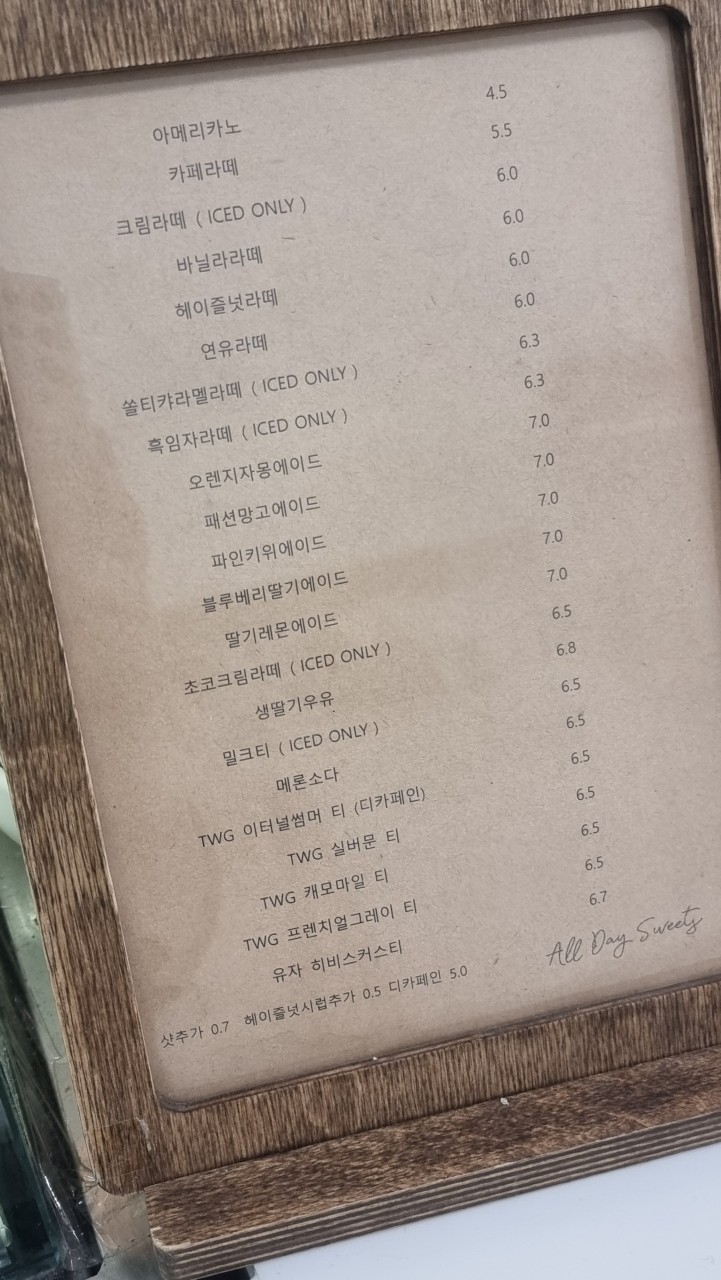 아메리카노 4.5
카페라떼 5.5
크림라떼 ( ICED ONLY ) 6.0
바닐라라떼 6.0
헤이즐넛라떼 6.0
연유라떼 6.0
쏠티캬라멜라떼 ( ICED ONLY ) 6.3
흑임자라떼 ( ICED ONLY ) 6.3
오렌지자몽에이드 7.0
패션망고에이드 7.0
파인키위에이드 7.0
블루베리딸기에이드 7.0
딸기레몬에이드 7.0
초코크림라떼 ( ICED ONLY ) 6.5
생딸기우유 6.8
밀크티 ( ICED ONLY ) 6.5
메론소다 6.5
TWG 이터널썸머 티 (디카페인) 6.5
TWG 실버문 티 6.5
TWG 캐모마일 티 6.5
TWG 프렌치얼그레이 티 6.5
유자 히비스커스티 6.7
샷추가 0.7 헤이즐넛시럽추가 0.5 디카페인 5.0
All Day Sweets